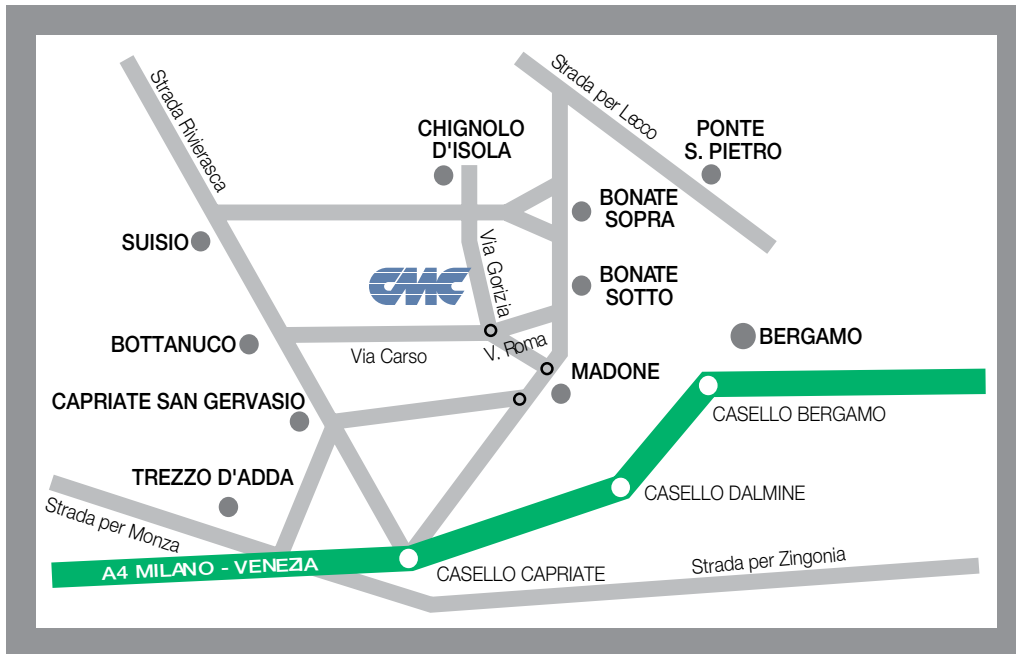 Strada Rivierasca
Strada per Lecco
CHIGNOLO
D'ISOLA
PONTE
S. PIETRO
BONATE
SOPRA
SUISIO
Via Gorizia
CMC
BONATE
SOTTO
BOTTANUCO
Via Carso
V. Roma
BERGAMO
MADONE
CAPRIATE SAN GERVASIO
CASELLO BERGAMO
TREZZO D'ADDA
CASELLO DALMINE
Strada per Monza
A4 MILANO - VENEZIA
CASELLO CAPRIATE
Strada per Zingonia